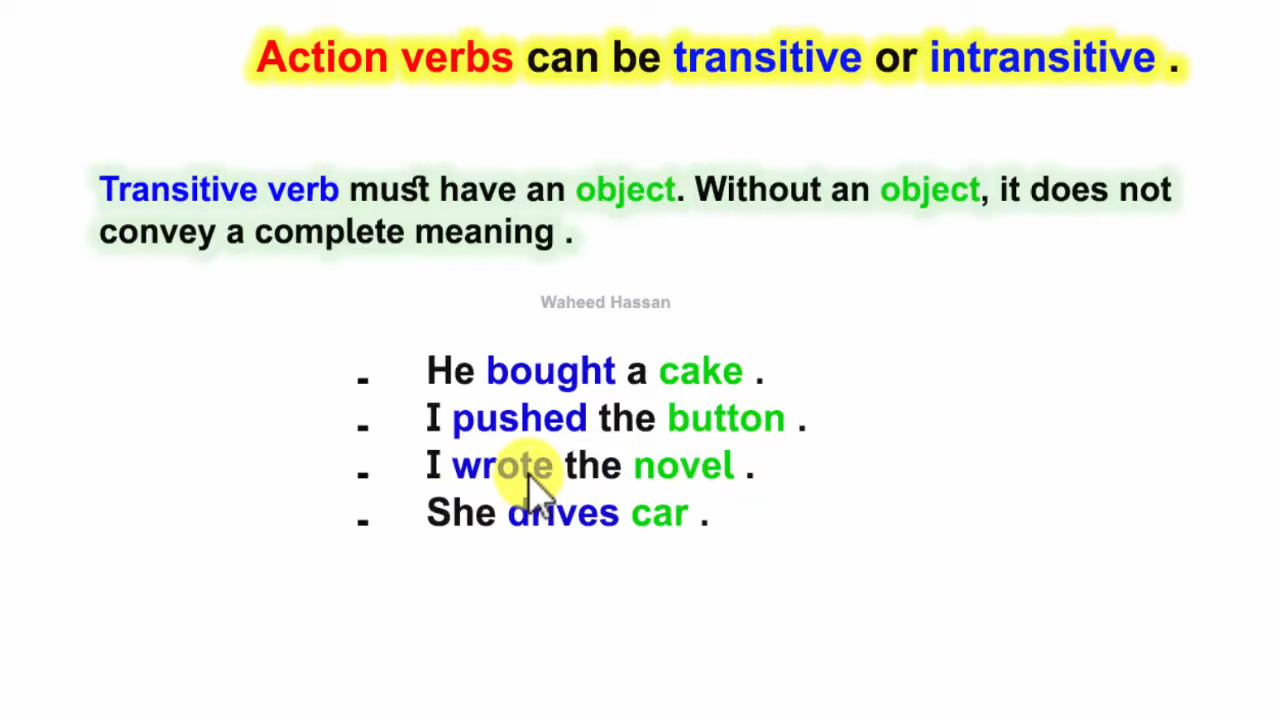 Action verbs can be transitive or intransitive .
Transitive verb must have an object. Without an object, it does not
convey a complete meaning .
Waheed Hassan
- He bought a cake .
- I pushed the button .
- I wrote the novel .
- She drives car .